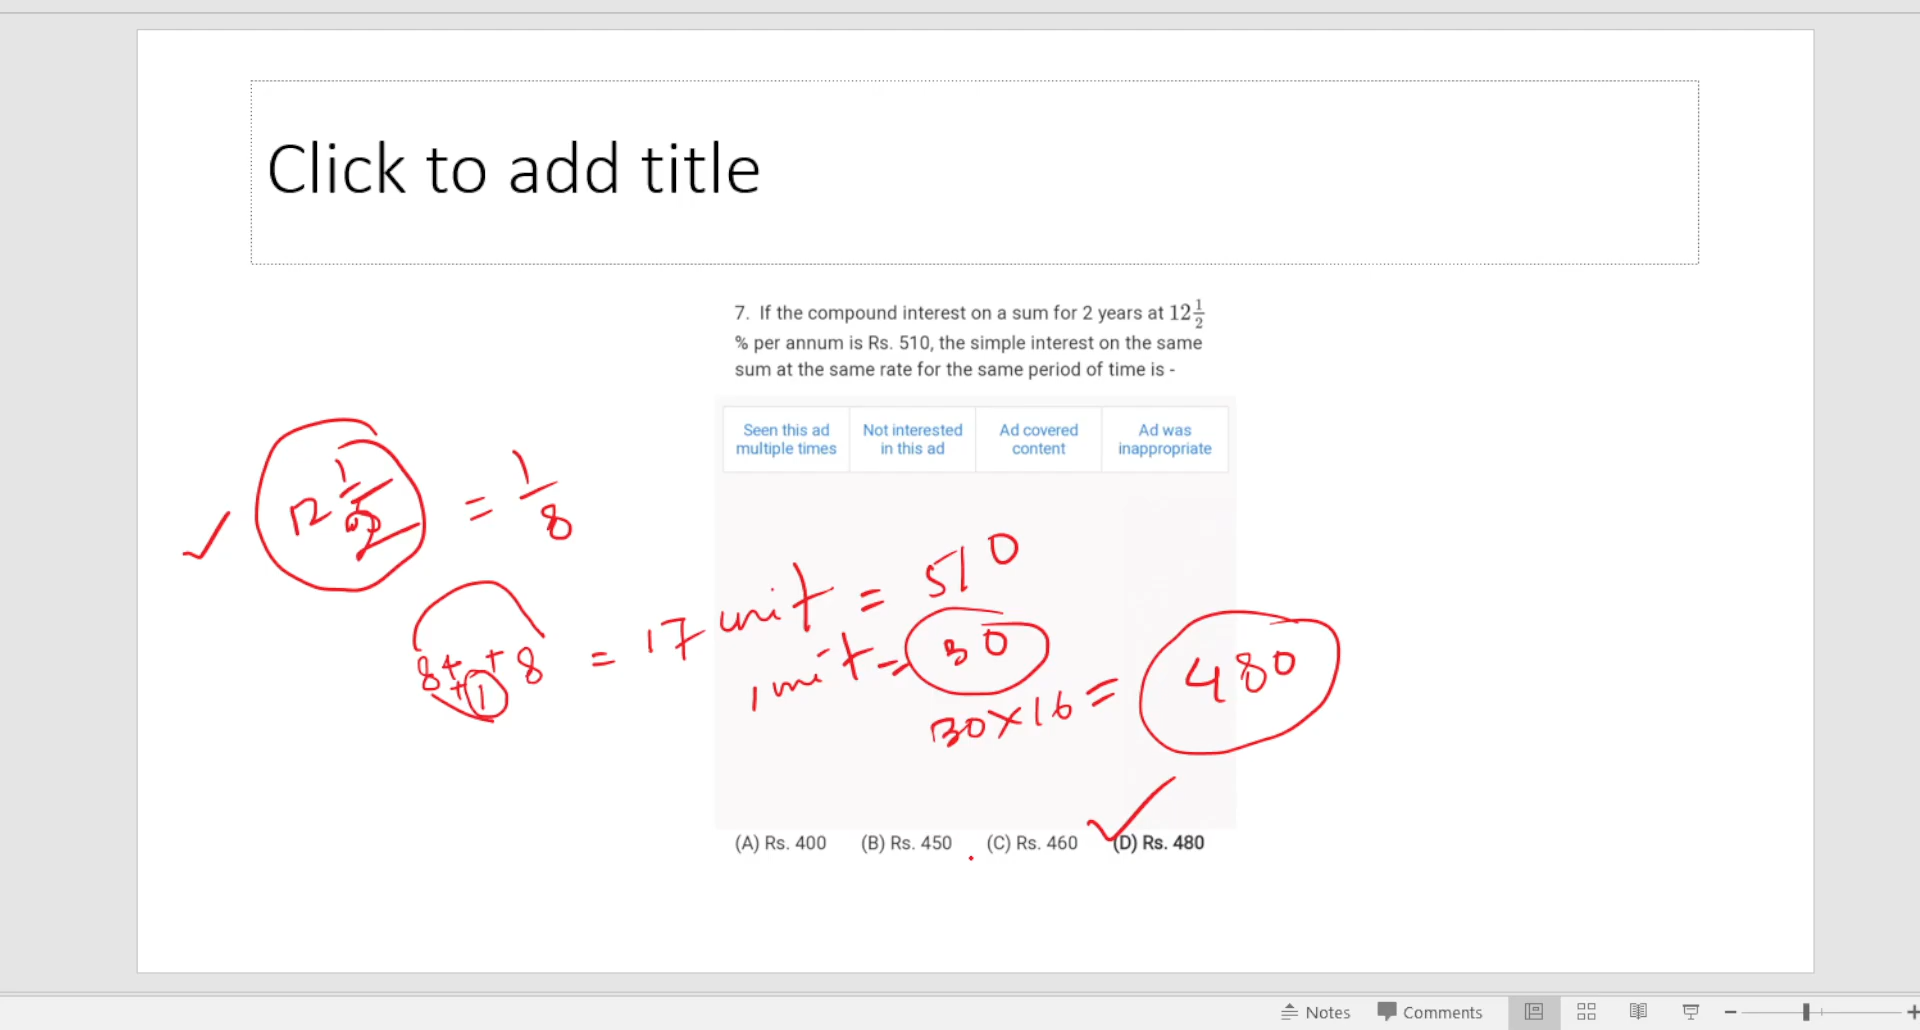 Click to add title
7. If the compound interest on a sum for 2 years at 12 1/2
% per annum is Rs. 510, the simple interest on the same
sum at the same rate for the same period of time is -
Seen this ad multiple times
Not interested in this ad
Ad covered content
Ad was inappropriate
12 1/2 = 1/8
8 + 1 + 8 = 17 unit = 510
1 unit = 30
30 × 16 = 480
(A) Rs. 400 (B) Rs. 450 (C) Rs. 460 (D) Rs. 480
Notes Comments